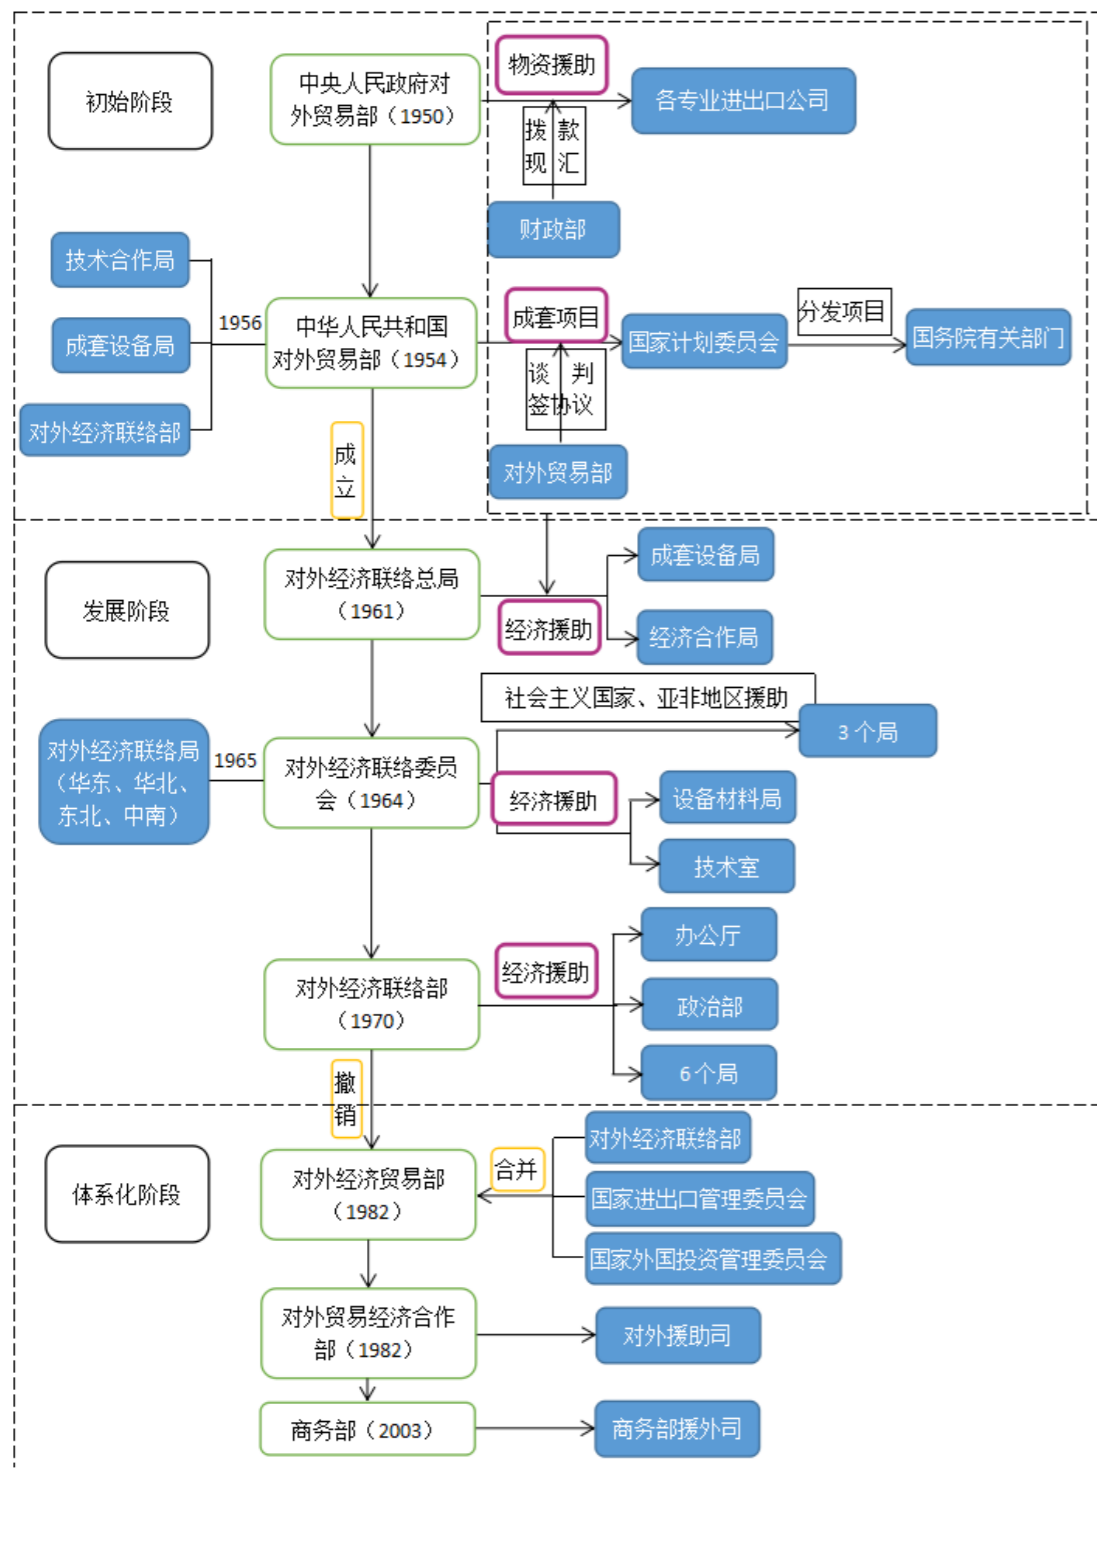 初始阶段
中央人民政府对
外贸易部（1950）
物资援助
各专业进出口公司
拨 款
现 汇
财政部
技术合作局
成套设备局
对外经济联络部
1956
中华人民共和国
对外贸易部（1954）
成套项目
国家计划委员会
分发项目
国务院有关部门
谈 判
签协议
对外贸易部
成
立
发展阶段
对外经济联络总局
（1961）
经济援助
成套设备局
经济合作局
社会主义国家、亚非地区援助
3个局
对外经济联络局
（华东、华北、
东北、中南）
1965
对外经济联络委员
会（1964）
经济援助
设备材料局
技术室
对外经济联络部
（1970）
经济援助
办公厅
政治部
6个局
撤
销
体系化阶段
对外经济贸易部
（1982）
合并
对外经济联络部
国家进出口管理委员会
国家外国投资管理委员会
对外贸易经济合作
部（1982）
对外援助司
商务部（2003）
商务部援外司